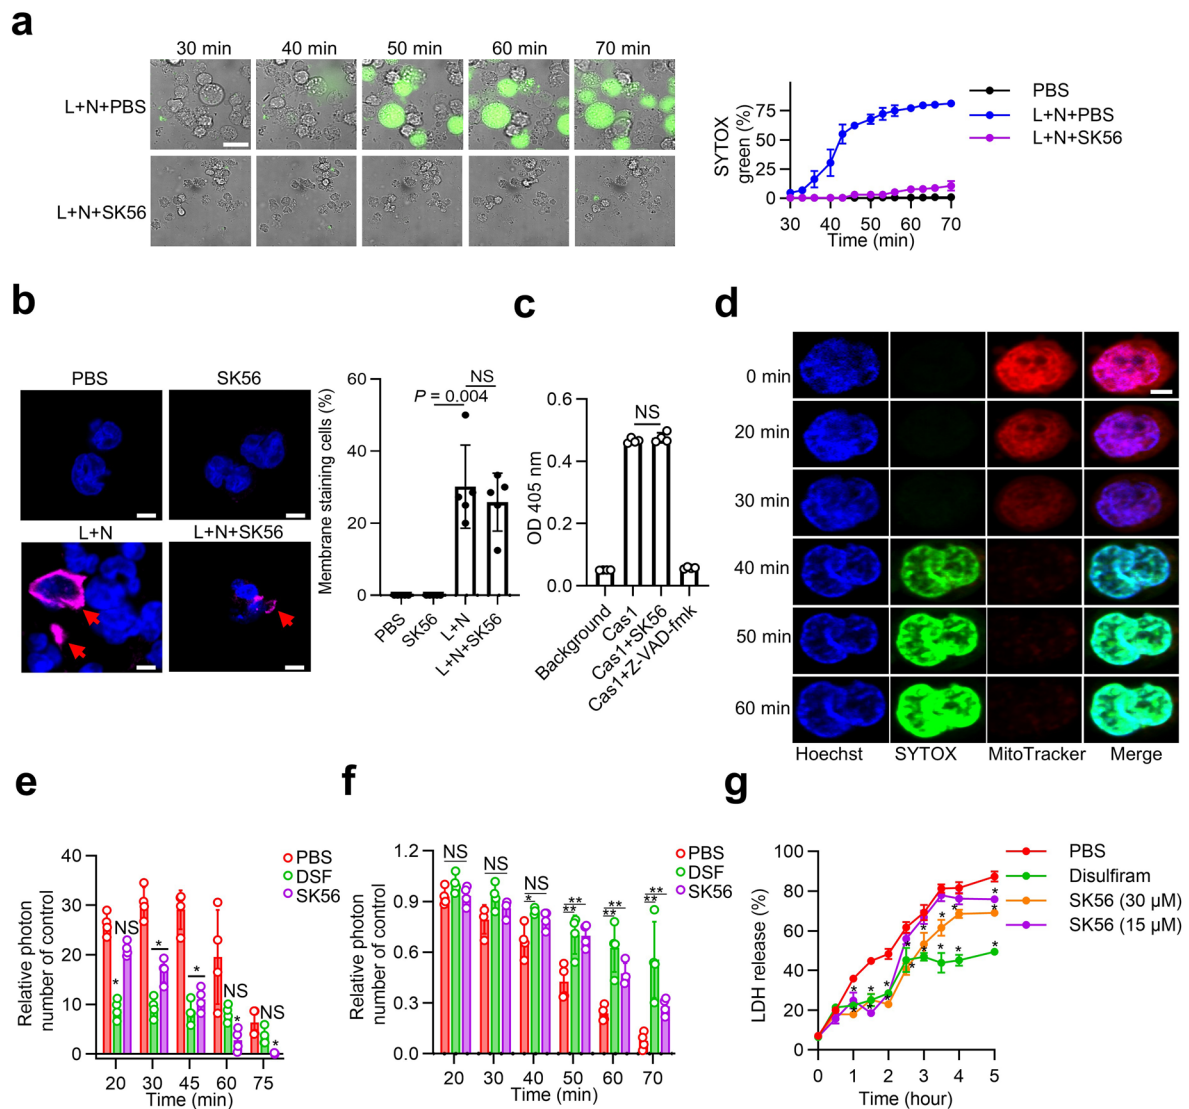 a
30 min 40 min 50 min 60 min 70 min
L+N+PBS
L+N+SK56
SYTOX
green (%)
75
50
25
0
30 40 50 60 70
Time (min)
PBS
L+N+PBS
L+N+SK56
b
PBS SK56
L+N L+N+SK56
Membrane staining cells (%)
60
40
20
0
P = 0.004
NS
PBS
SK56
L+N
L+N+SK56
c
OD 405 nm
0.6
0.4
0.2
0.0
NS
Background
Cas1
Cas1+SK56
Cas1+Z-VAD-fmk
d
0 min
20 min
30 min
40 min
50 min
60 min
Hoechst SYTOX MitoTracker Merge
e
Relative photon
number of control
40
30
20
10
0
NS
*
*
*
NS
*
NS
*
20 30 45 60 75
Time (min)
PBS
DSF
SK56
f
Relative photon
number of control
1.2
0.9
0.6
0.3
0.0
NS
NS
NS
*
**
**
**
**
**
**
20 30 40 50 60 70
Time (min)
PBS
DSF
SK56
g
LDH release (%)
100
80
60
40
20
0
* * * * * * * * * * * * * *
0 1 2 3 4 5
Time (hour)
PBS
Disulfiram
SK56 (30 µM)
SK56 (15 µM)